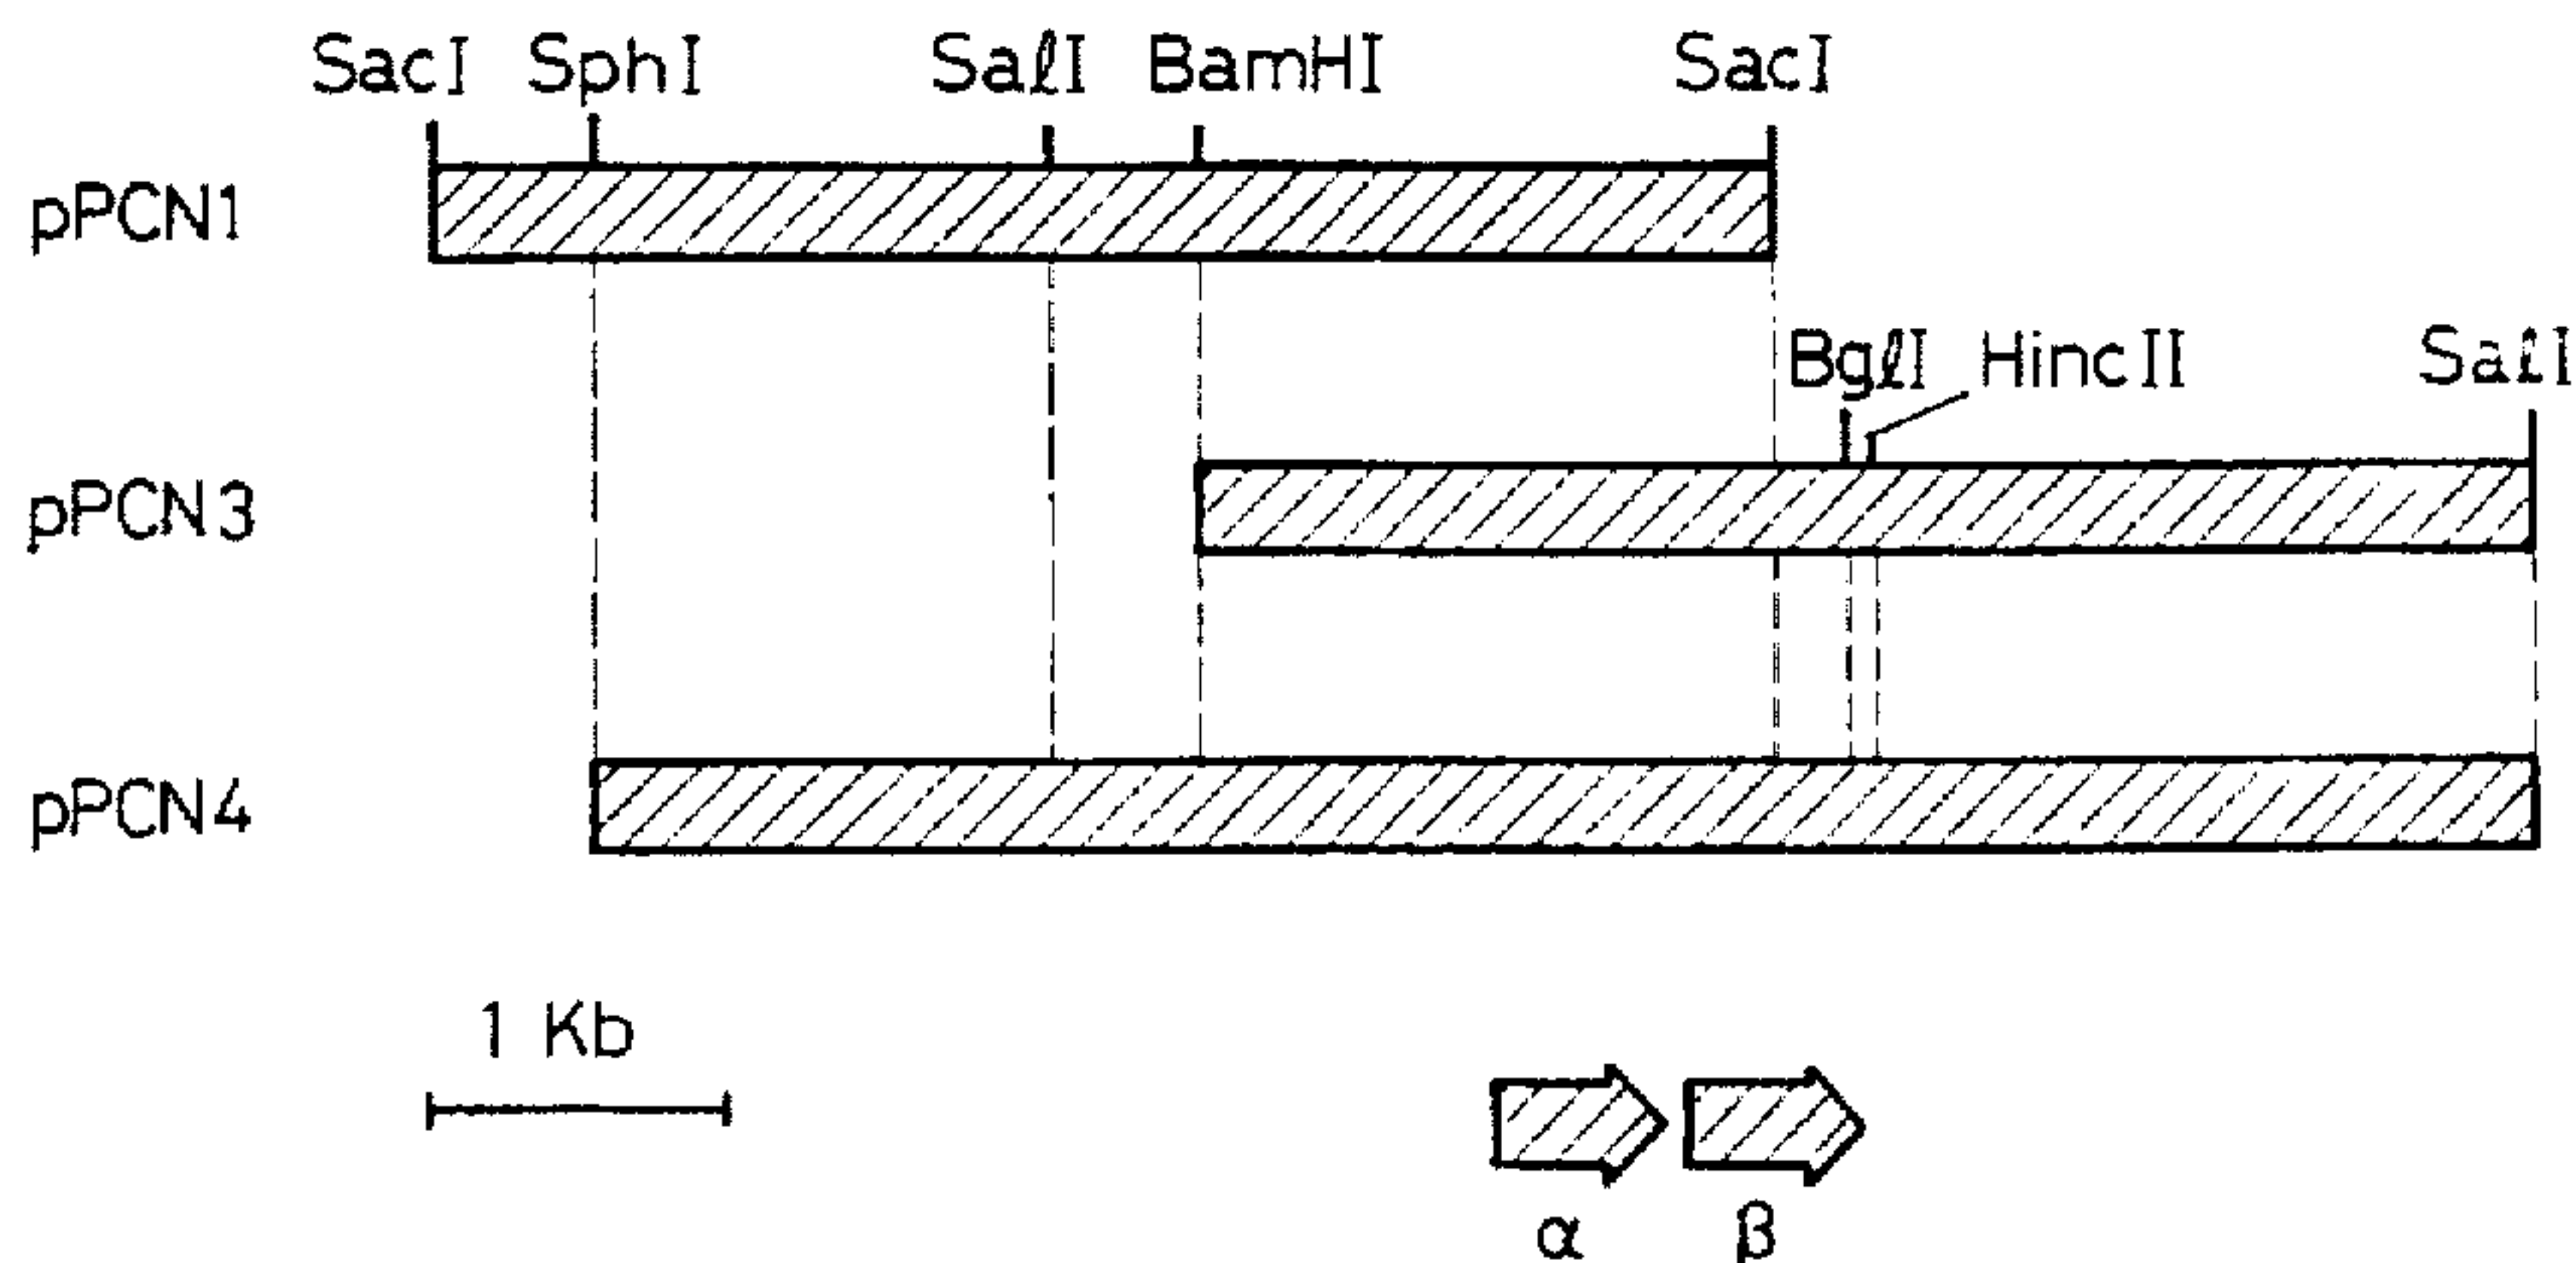 SacI SphI SalI BamHI SacI
pPCN1
BglI HincII SalI
pPCN3
pPCN4
1 Kb
α β